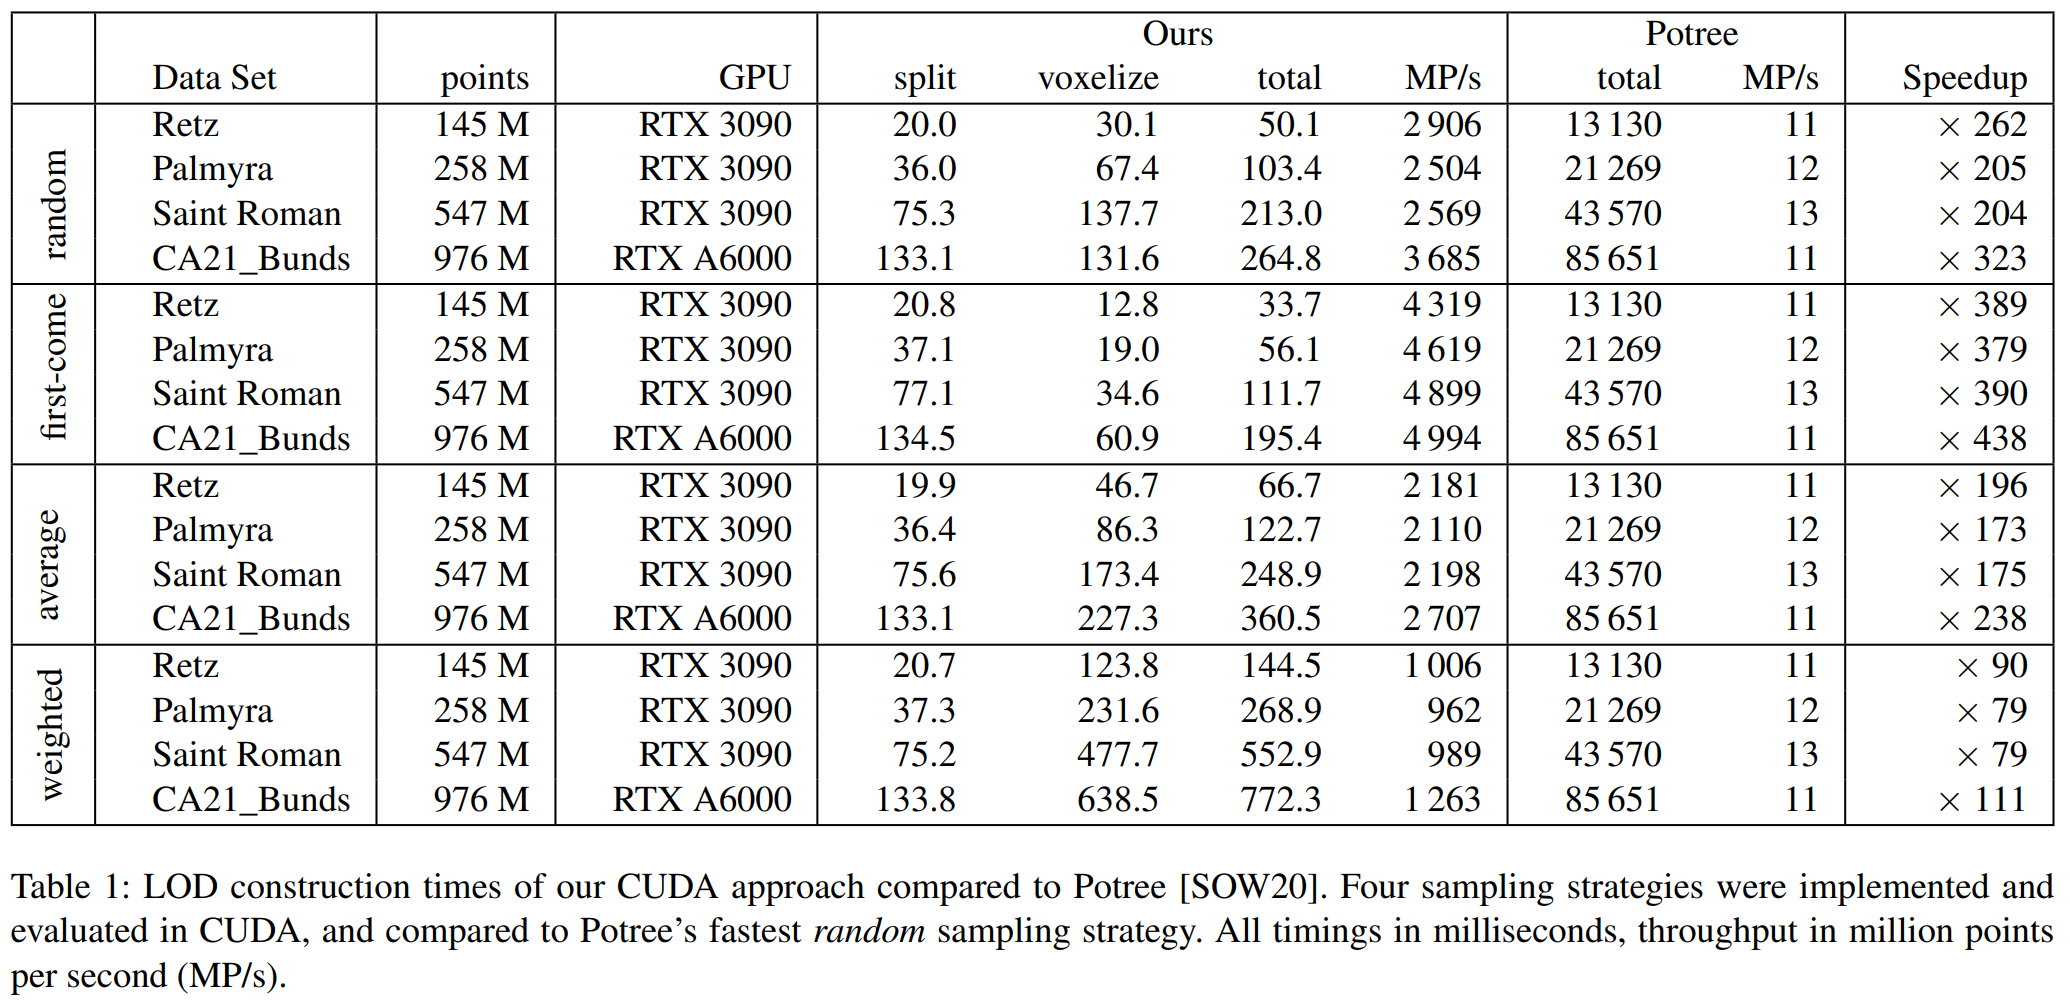 Ours Potree
Data Set points GPU split voxelize total MP/s total MP/s Speedup
random
Retz 145 M RTX 3090 20.0 30.1 50.1 2 906 13 130 11 × 262
Palmyra 258 M RTX 3090 36.0 67.4 103.4 2 504 21 269 12 × 205
Saint Roman 547 M RTX 3090 75.3 137.7 213.0 2 569 43 570 13 × 204
CA21_Bunds 976 M RTX A6000 133.1 131.6 264.8 3 685 85 651 11 × 323
first-come
Retz 145 M RTX 3090 20.8 12.8 33.7 4 319 13 130 11 × 389
Palmyra 258 M RTX 3090 37.1 19.0 56.1 4 619 21 269 12 × 379
Saint Roman 547 M RTX 3090 77.1 34.6 111.7 4 899 43 570 13 × 390
CA21_Bunds 976 M RTX A6000 134.5 60.9 195.4 4 994 85 651 11 × 438
average
Retz 145 M RTX 3090 19.9 46.7 66.7 2 181 13 130 11 × 196
Palmyra 258 M RTX 3090 36.4 86.3 122.7 2 110 21 269 12 × 173
Saint Roman 547 M RTX 3090 75.6 173.4 248.9 2 198 43 570 13 × 175
CA21_Bunds 976 M RTX A6000 133.1 227.3 360.5 2 707 85 651 11 × 238
weighted
Retz 145 M RTX 3090 20.7 123.8 144.5 1 006 13 130 11 × 90
Palmyra 258 M RTX 3090 37.3 231.6 268.9 962 21 269 12 × 79
Saint Roman 547 M RTX 3090 75.2 477.7 552.9 989 43 570 13 × 79
CA21_Bunds 976 M RTX A6000 133.8 638.5 772.3 1 263 85 651 11 × 111
Table 1: LOD construction times of our CUDA approach compared to Potree [SOW20]. Four sampling strategies were implemented and
evaluated in CUDA, and compared to Potree’s fastest random sampling strategy. All timings in milliseconds, throughput in million points
per second (MP/s).